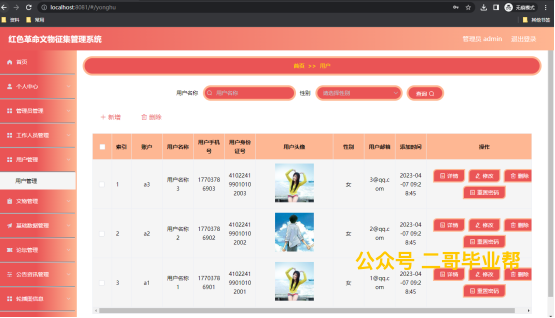 localhost:8081/#/yonghu
无痕模式
资料 常用 所有书签
红色革命文物征集管理系统 管理员 admin 退出登录
首页 首页 >> 用户
个人中心 用户名称 用户名称 性别 请选择性别 查询
管理员管理 + 新增 删除
工作人员管理 索引 账户 用户名称 用户手机号 用户身份证号 用户头像 性别 用户邮箱 添加时间 操作
用户管理
用户管理 1 a3 用户名称3 17703786903 410224199010102003 女 3@qq.com 2023-04-07 09:28:45 详情 修改 删除 重置密码
文物管理
基础数据管理 2 a2 用户名称2 17703786902 410224199010102002 女 2@qq.com 2023-04-07 09:28:45 详情 修改 删除 重置密码
论坛管理
公告资讯管理 3 a1 用户名称1 17703786901 410224199010102001 女 1@qq.com 2023-04-07 09:28:45 详情 修改 删除 重置密码
轮播图信息
公众号 二哥毕业帮